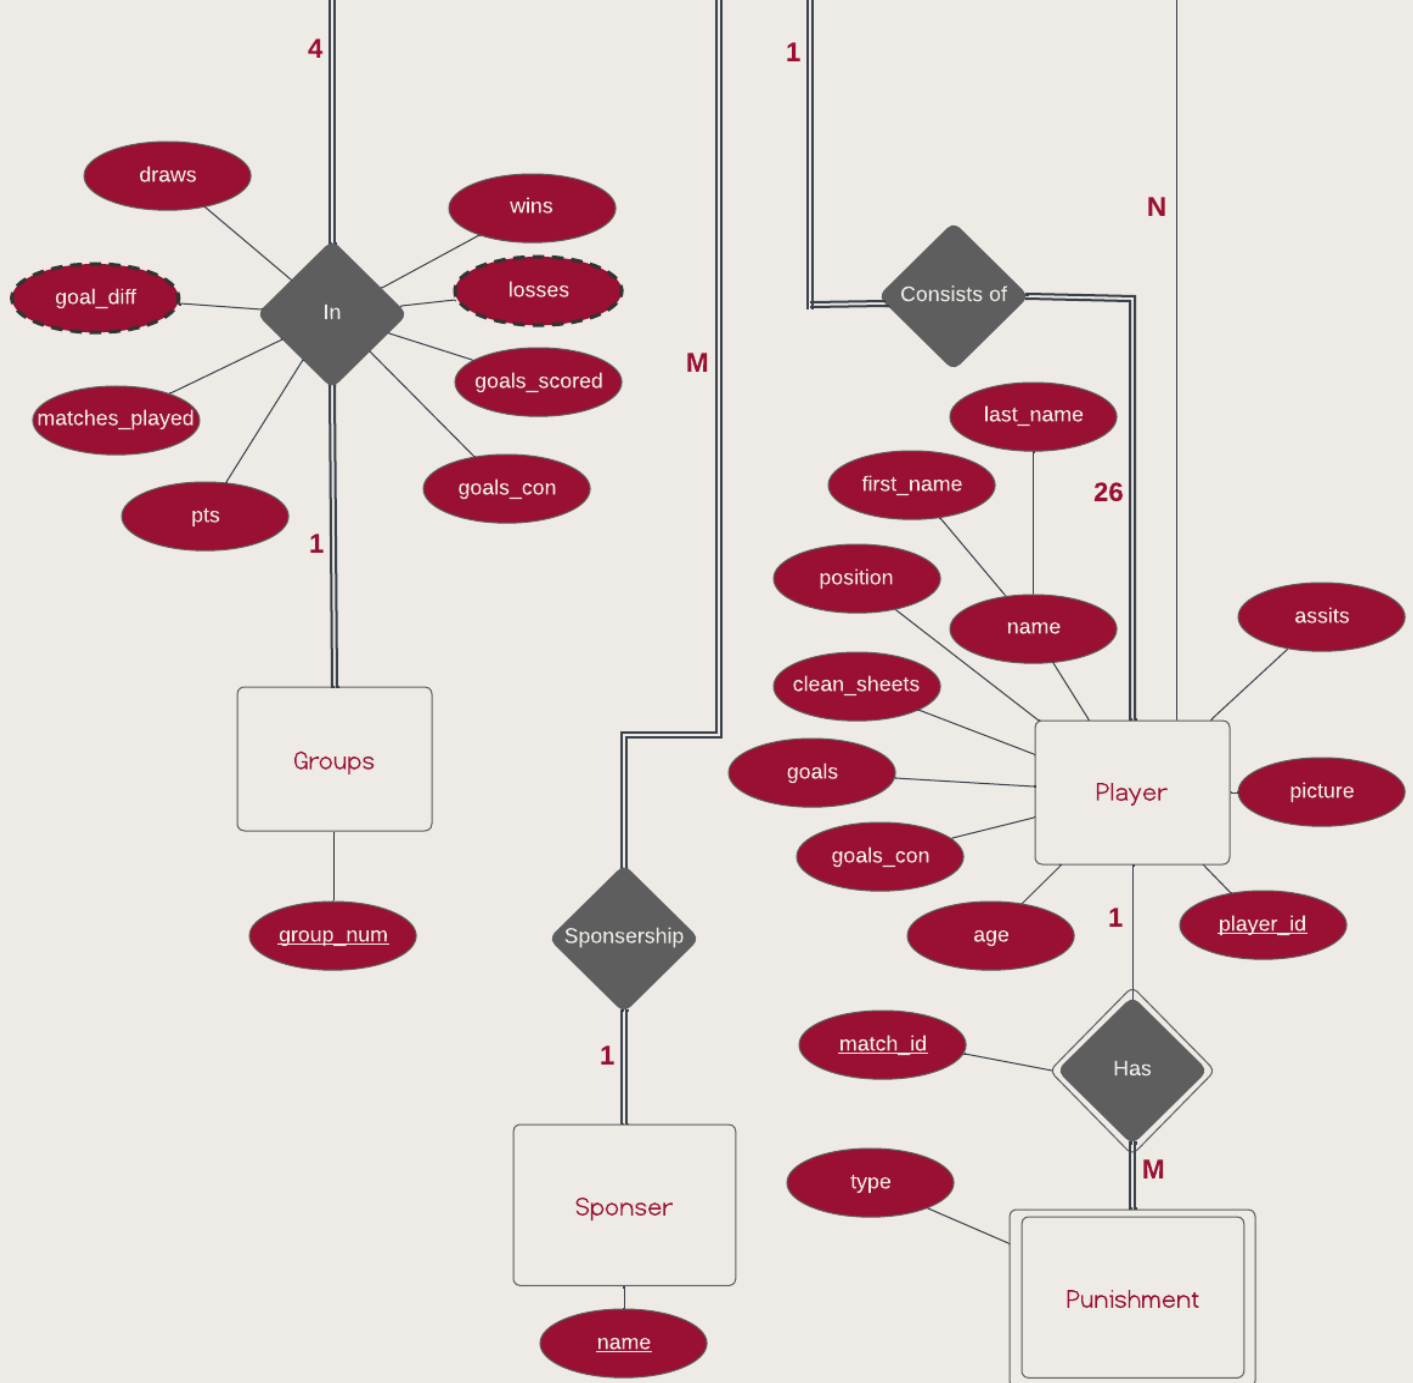 4
1
draws
wins
N
goal_diff
losses
In
Consists of
M
goals_scored
matches_played
last_name
goals_con
first_name
26
pts
1
position
name
assits
clean_sheets
Groups
goals
Player
picture
goals_con
1
group_num
Sponsership
age
player_id
match_id
1
Has
M
type
Sponser
Punishment
name